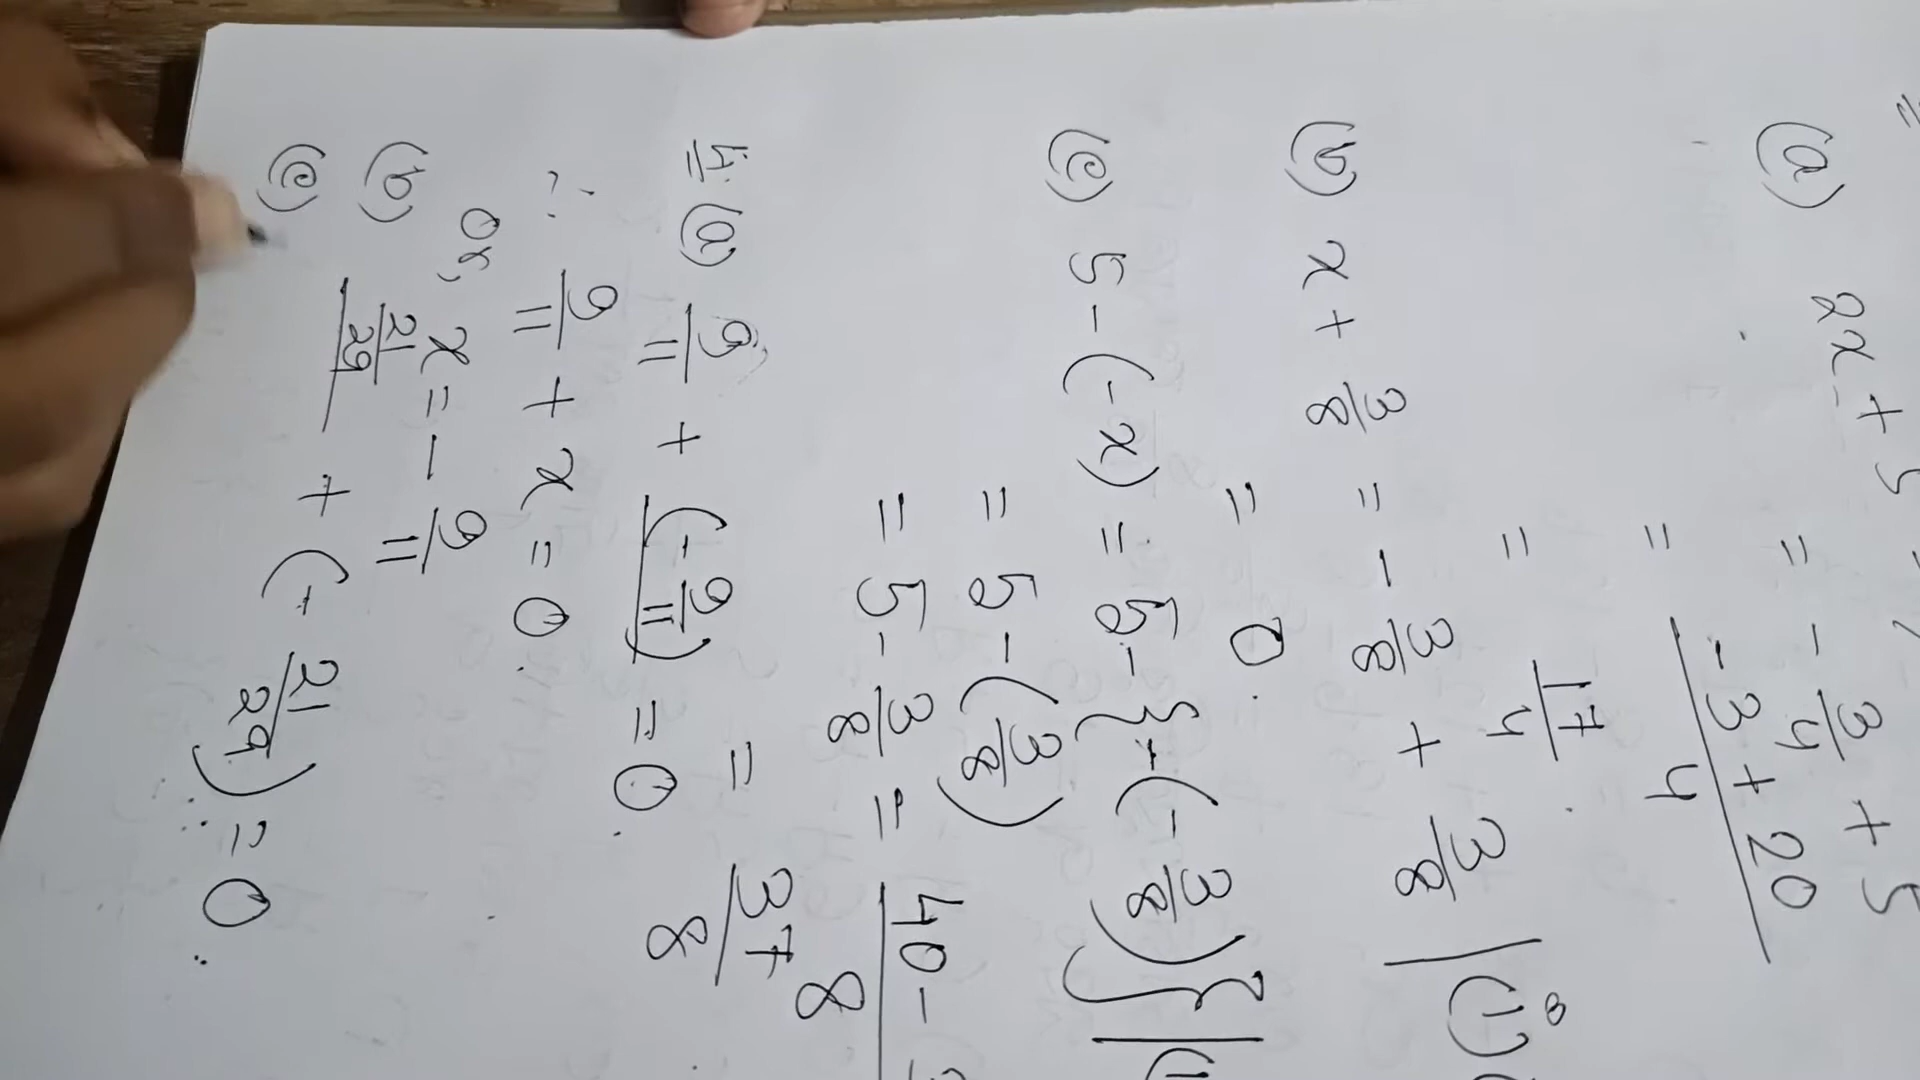 (a) 2x + 5
= - 3/4 + 5
= (-3 + 20)/4
= 17/4 .
(b) x + 3/8 = - 3/8 + 3/8
= 0 .
(c) 5 - (-x) = 5 - {-(- 3/8)}
= 5 - (3/8)
= 5 - 3/8 = (40 -
8
= 37/8
4. (a) 9/11 + (- 9/11) = 0 .
∴ 9/11 + x = 0 .
or, x = - 9/11
(b) 21/29 + (- 21/29) = 0 .
(c)